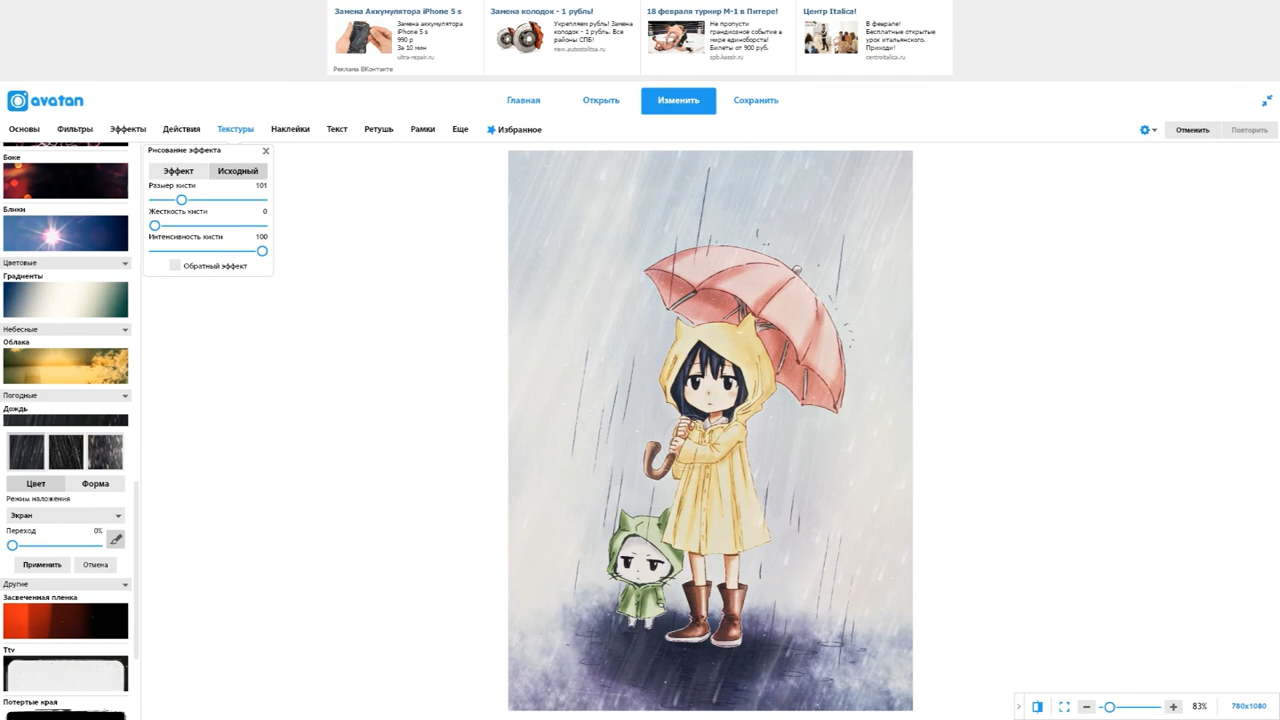 Замена Аккумулятора iPhone 5 s
Замена аккумулятора
iPhone 5 s
990 р
За 10 мин
ultra-repair.ru
Реклама ВКонтакте
Замена колодок - 1 рубль!
Укрепляем рубль! Замена
колодок - 1 рубль. Все
районы СПБ!
new.autostolitsa.ru
18 февраля турнир М-1 в Питере!
Не пропусти
грандиозное событие а
мире единоборств!
Билеты от 900 руб.
spb.kassir.ru
Центр Italica!
В феврале!
Бесплатные открытые
урок итальянского.
Приходи!
centroitalica.ru
avatan
Главная
Открыть
Изменить
Сохранить
Основы
Фильтры
Эффекты
Действия
Текстуры
Наклейки
Текст
Ретушь
Рамки
Еще
Избранное
Отменить
Повторить
Боке
Блики
Цветовые
Градиенты
Небесные
Облака
Погодные
Дождь
Цвет
Форма
Режим наложения
Экран
Переход 0%
Применить
Отмена
Другие
Засвеченная пленка
Ttv
Потертые края
Рисование эффекта
Эффект
Исходный
Размер кисти 101
Жесткость кисти 0
Интенсивность кисти 100
Обратный эффект
83%
780x1080